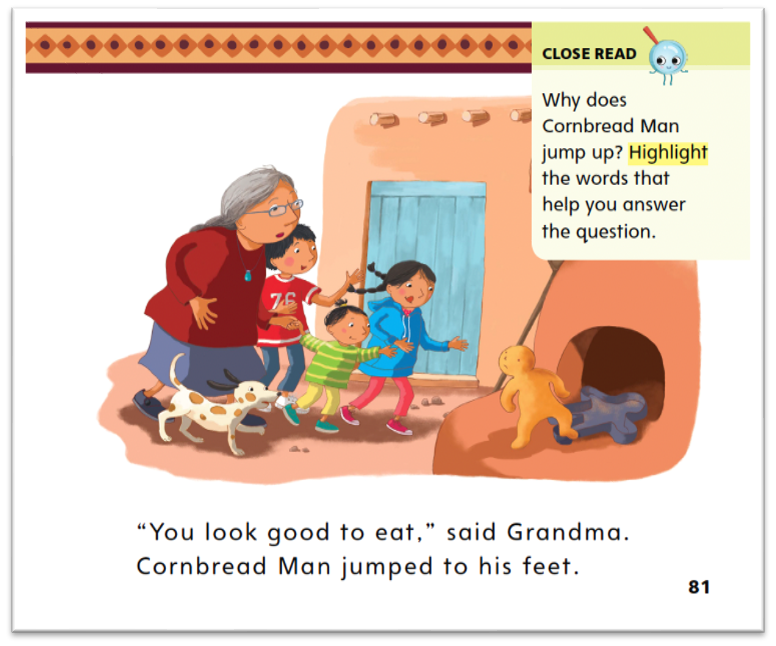 CLOSE READ
Why does
Cornbread Man
jump up? Highlight
the words that
help you answer
the question.
76
“You look good to eat,” said Grandma.
Cornbread Man jumped to his feet.
81